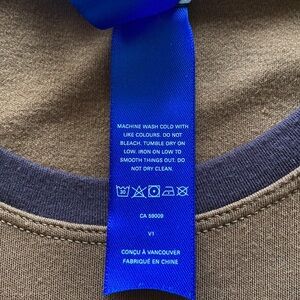 MACHINE WASH COLD WITH
LIKE COLOURS. DO NOT
BLEACH. TUMBLE DRY ON
LOW. IRON ON LOW TO
SMOOTH THINGS OUT. DO
NOT DRY CLEAN.
30
CA 59009
V1
CONÇU À VANCOUVER
FABRIQUÉ EN CHINE